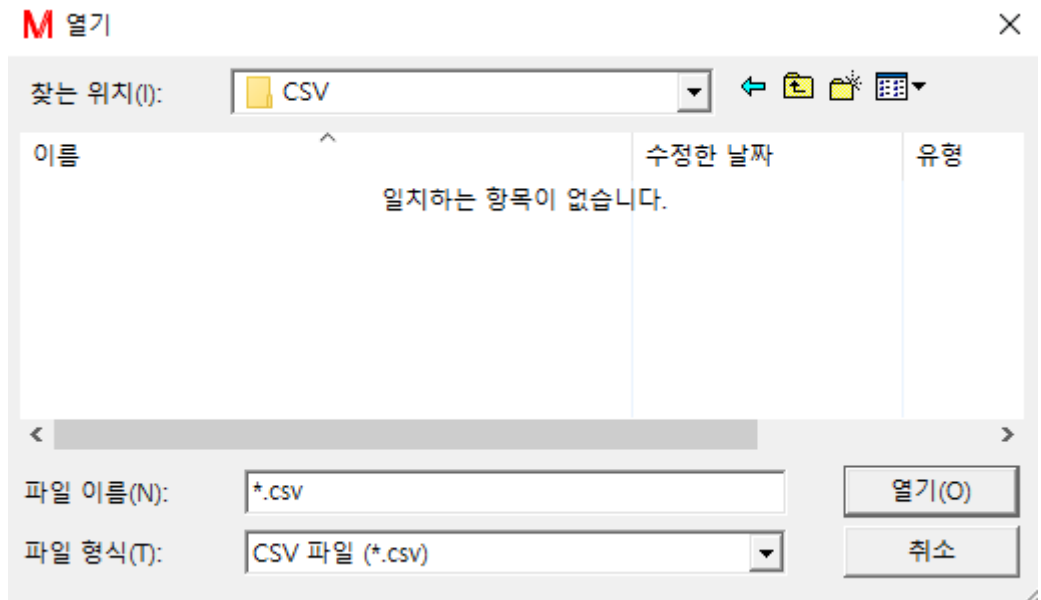 M 열기
찾는 위치(I): CSV
이름 수정한 날짜 유형
일치하는 항목이 없습니다.
파일 이름(N): *.csv 열기(O)
파일 형식(T): CSV 파일 (*.csv) 취소